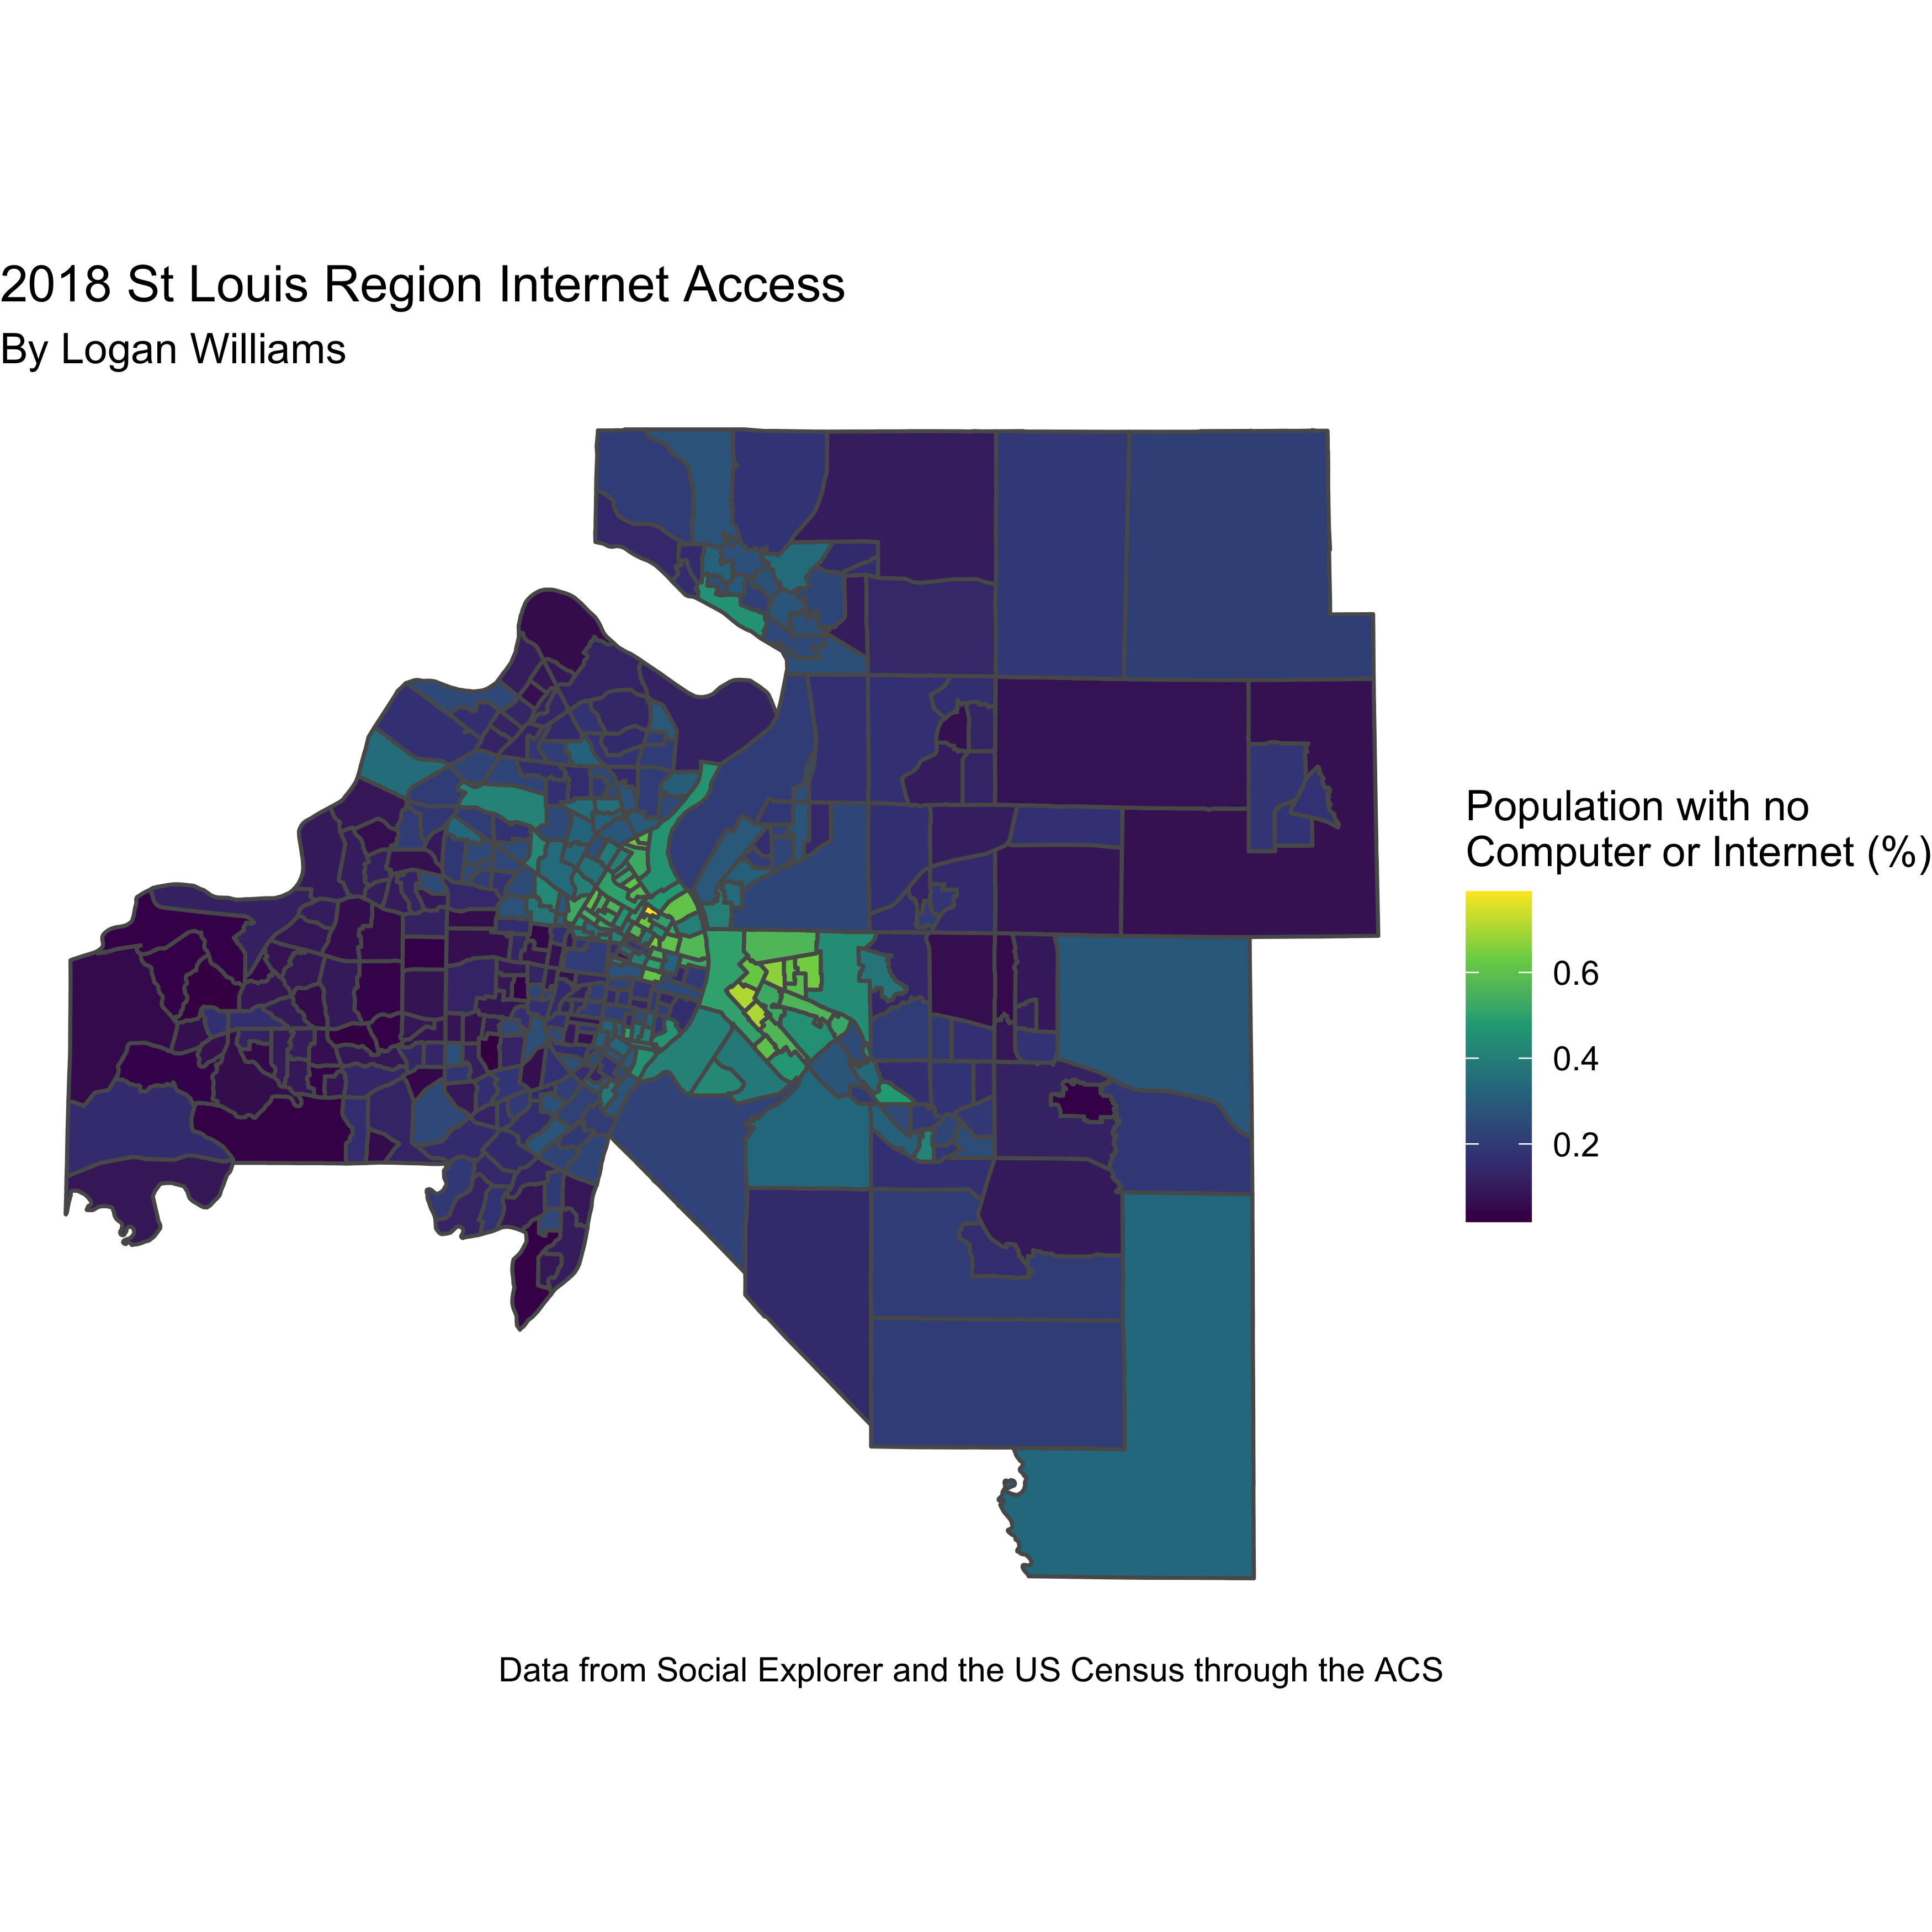 2018 St Louis Region Internet Access
By Logan Williams
Population with no
Computer or Internet (%)
0.6
0.4
0.2
Data from Social Explorer and the US Census through the ACS